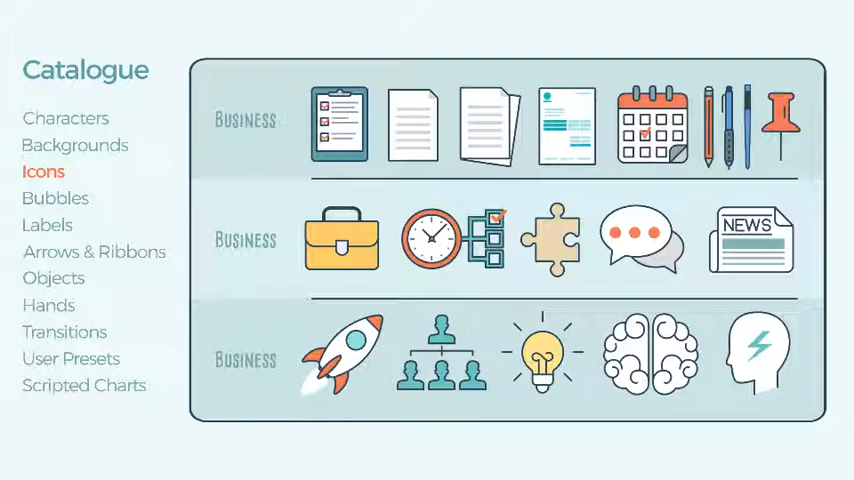 Catalogue
Characters
Backgrounds
Icons
Bubbles
Labels
Arrows & Ribbons
Objects
Hands
Transitions
User Presets
Scripted Charts
BUSINESS
BUSINESS
NEWS
BUSINESS